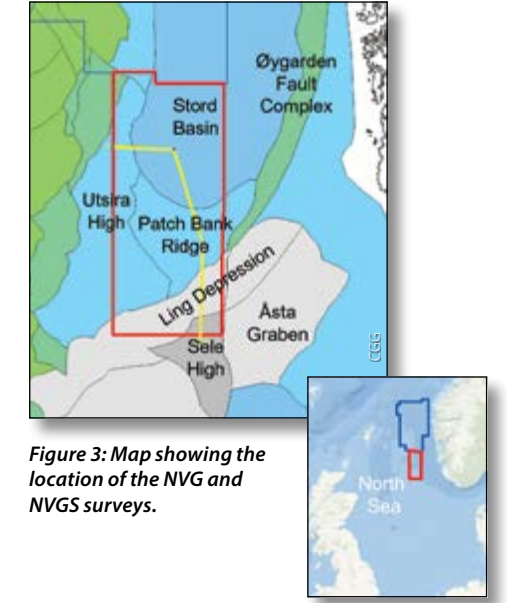 Øygarden
Fault
Complex
Stord
Basin
Utsira
High
Patch Bank
Ridge
Ling Depression
Åsta
Graben
Sele
High
CGG
Figure 3: Map showing the
location of the NVG and
NVGS surveys.
North
Sea